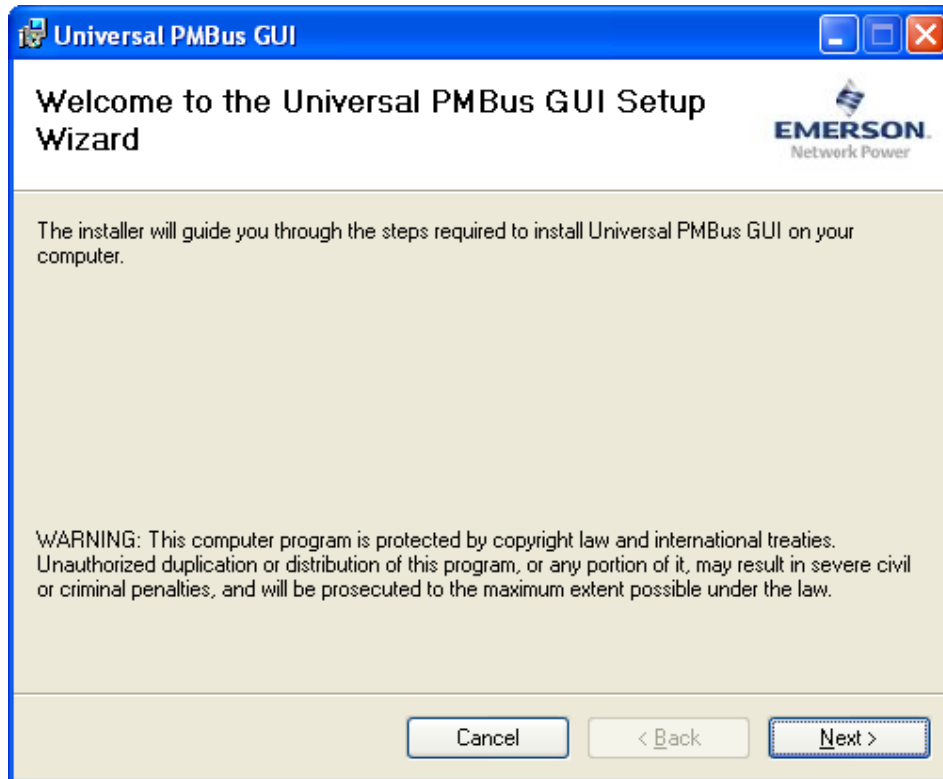 Universal PMBus GUI
Welcome to the Universal PMBus GUI Setup
Wizard
EMERSON.
Network Power
The installer will guide you through the steps required to install Universal PMBus GUI on your
computer.
WARNING: This computer program is protected by copyright law and international treaties.
Unauthorized duplication or distribution of this program, or any portion of it, may result in severe civil
or criminal penalties, and will be prosecuted to the maximum extent possible under the law.
Cancel
< Back
Next >